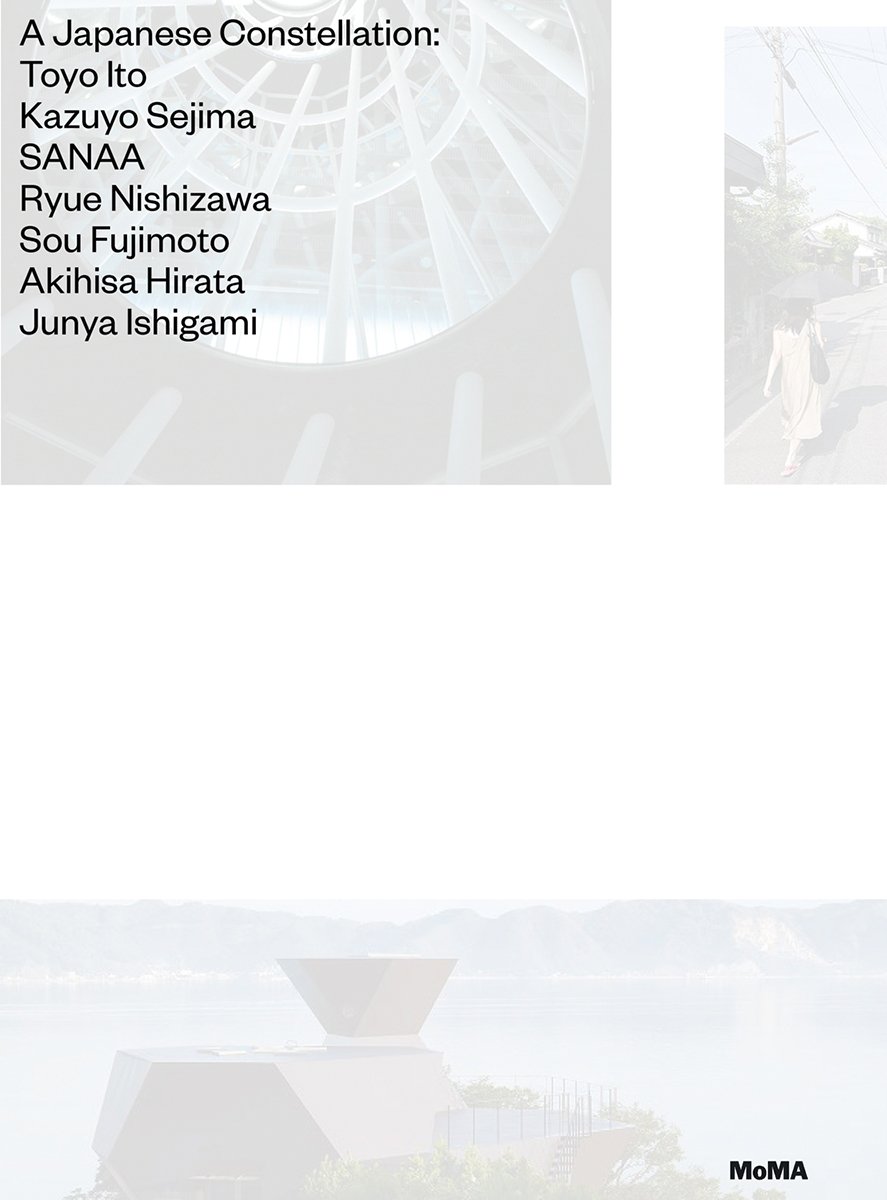 A Japanese Constellation:
Toyo Ito
Kazuyo Sejima
SANAA
Ryue Nishizawa
Sou Fujimoto
Akihisa Hirata
Junya Ishigami
MoMA